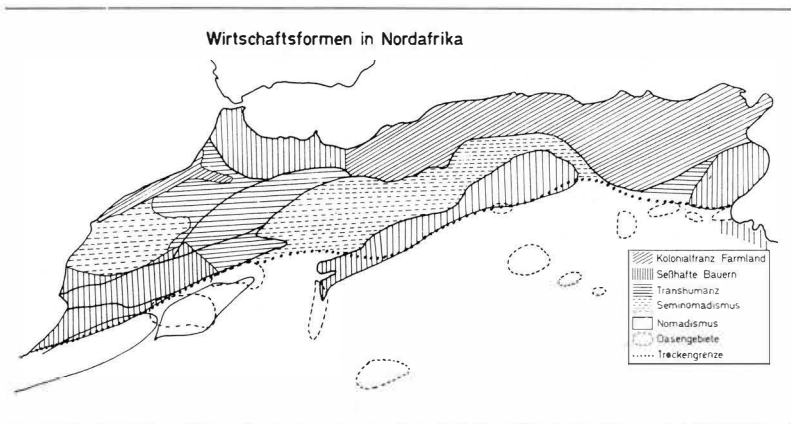 Wirtschaftsformen in Nordafrika
Kolonialfranz Farmland
Seßhafte Bauern
Transhumanz
Seminomadismus
Nomadismus
Oasengebiete
Trockengrenze